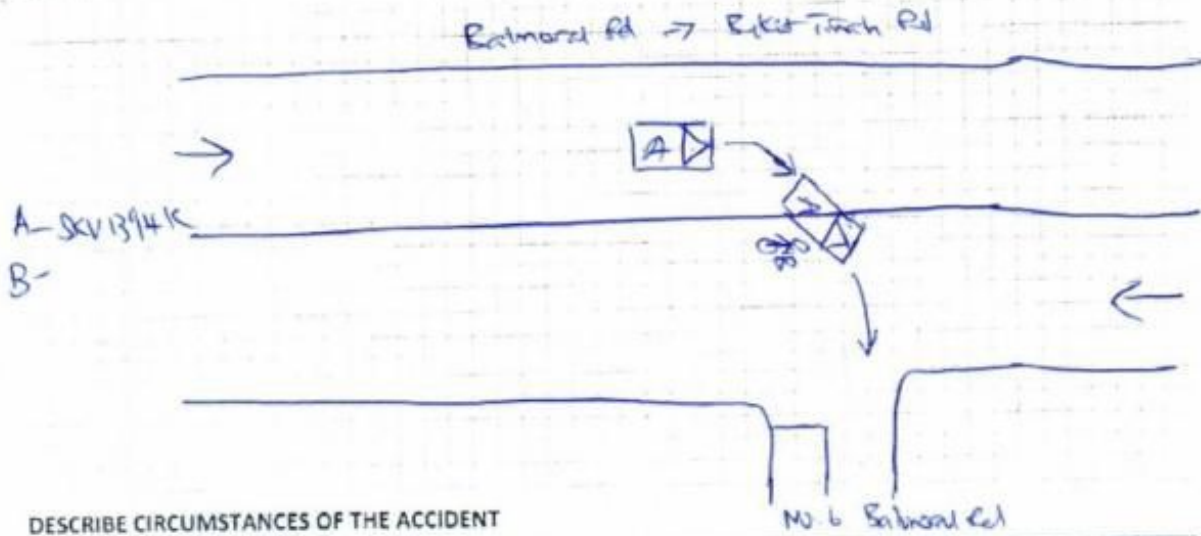 Balmoral Rd → Bukit Timah Rd
A
A
A- SKV1394K
B-
DESCRIBE CIRCUMSTANCES OF THE ACCIDENT
No. 6 Balmoral Rd